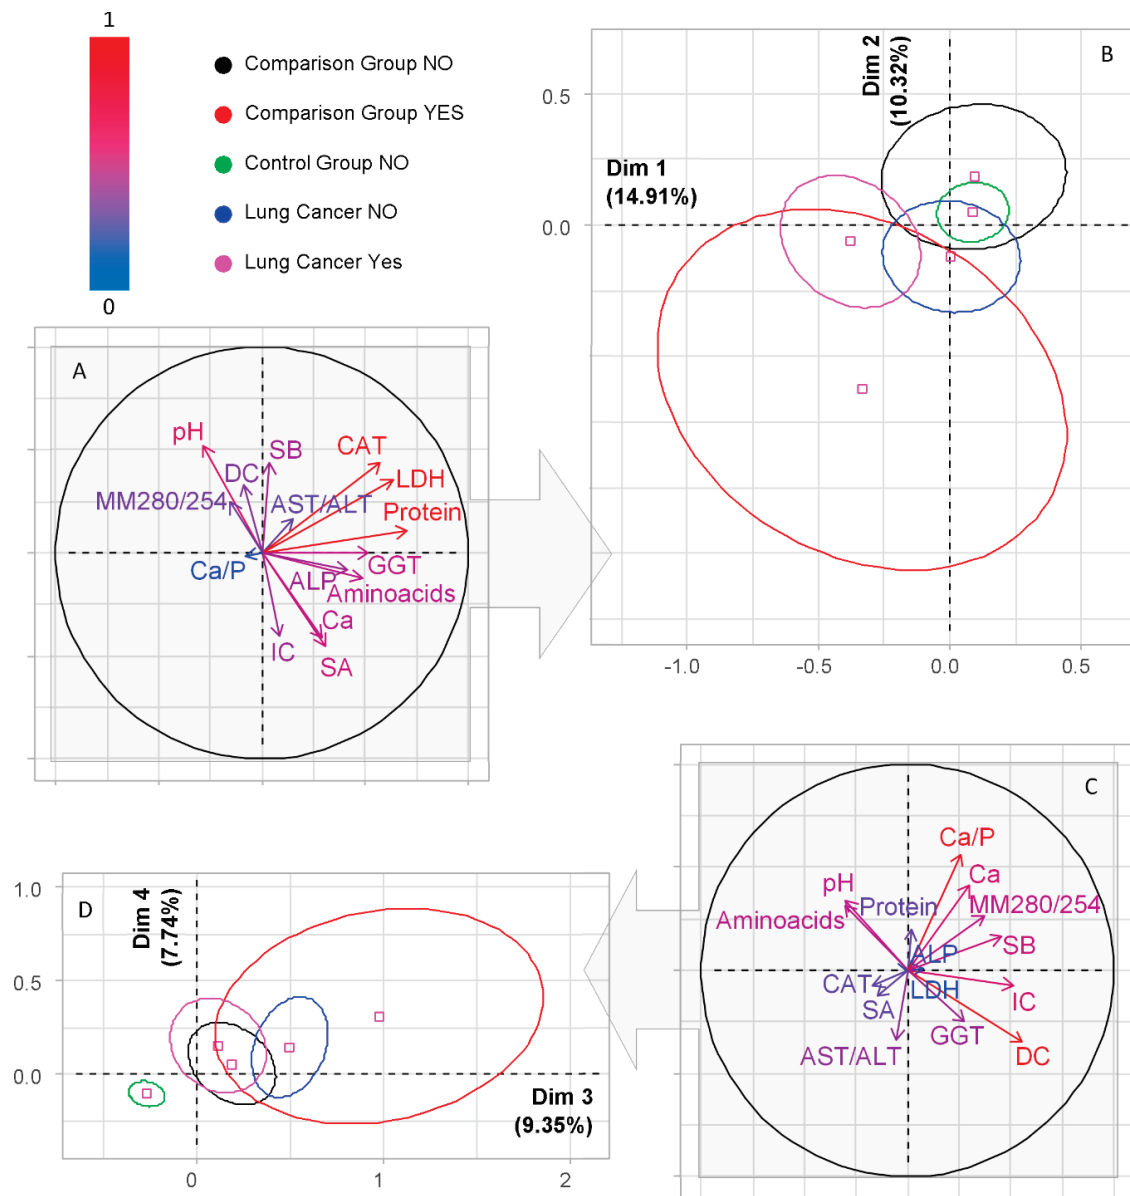 1
0
Comparison Group NO
Comparison Group YES
Control Group NO
Lung Cancer NO
Lung Cancer Yes
B
Dim 2
(10.32%)
Dim 1
(14.91%)
0.5
0.0
-1.0
-0.5
0.0
0.5
A
pH
SB
DC
CAT
LDH
MM280/254
AST/ALT
Protein
Ca/P
GGT
ALP
Aminoacids
Ca
IC
SA
C
Ca/P
Ca
pH
Protein
MM280/254
Aminoacids
ALP
SB
CAT
LDH
SA
IC
GGT
AST/ALT
DC
D
Dim 4
(7.74%)
1.0
0.5
0.0
Dim 3
(9.35%)
0
1
2